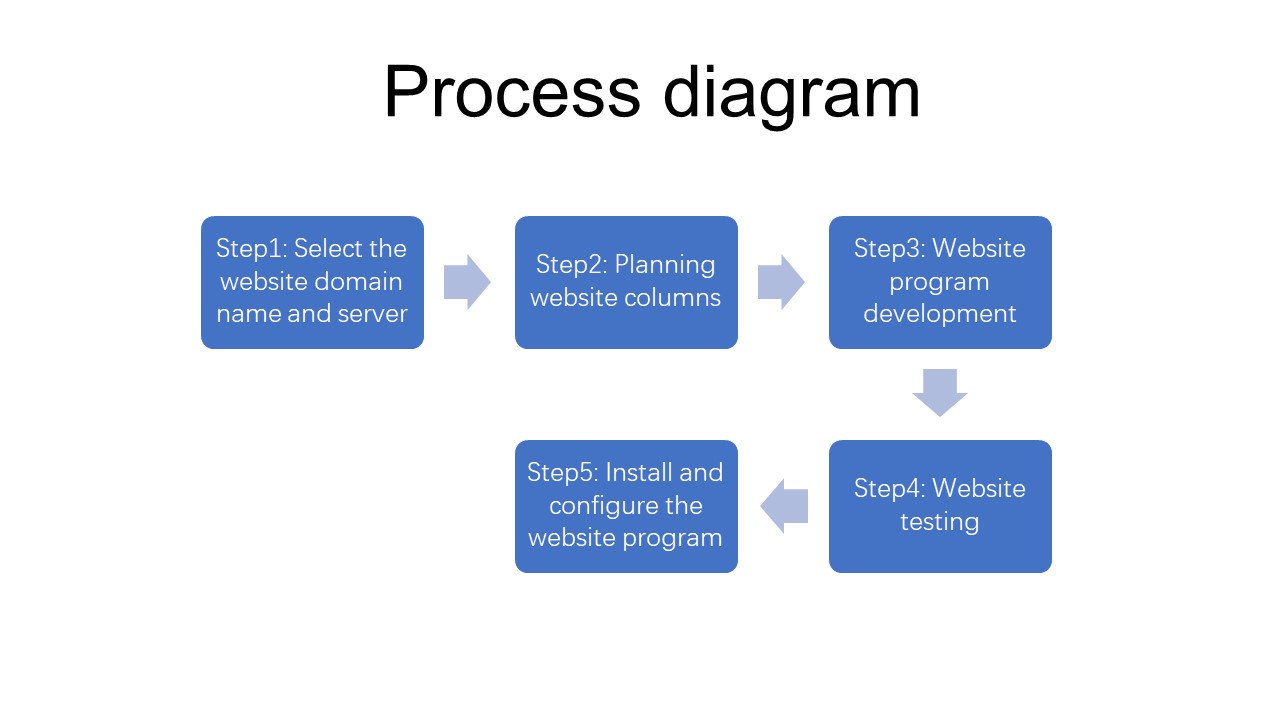 Process diagram
Step1: Select the
website domain
name and server
Step2: Planning
website columns
Step3: Website
program
development
Step4: Website
testing
Step5: Install and
configure the
website program